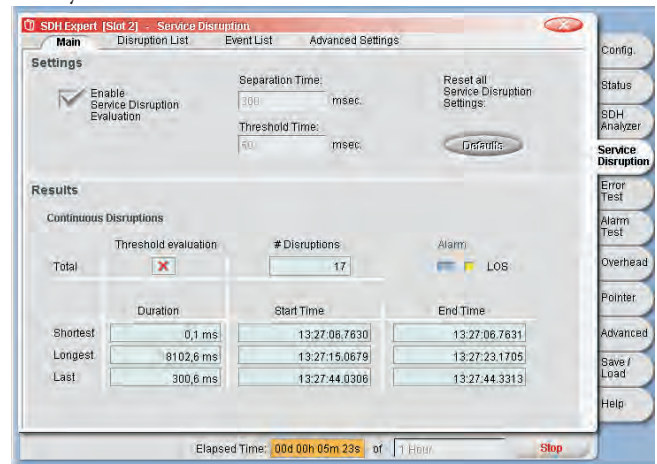 SDH Expert [Slot 2] - Service Disruption
Main Disruption List Event List Advanced Settings
Settings
Enable
Service Disruption
Evaluation
Separation Time:
300 msec.
Threshold Time:
msec.
Reset all
Service Disruption
Settings:
Defaults
Results
Continuous Disruptions
Threshold evaluation # Disruptions Alarm
Total 17 LOS
Duration Start Time End Time
Shortest 0,1 ms 13:27:06.7630 13:27:06.7631
Longest 8102,6 ms 13:27:15.0679 13:27:23.1705
Last 300,6 ms 13:27:44.0306 13:27:44.3313
Elapsed Time: 00d 00h 05m 23s of 1 Hour Stop
Config.
Status
SDH
Analyzer
Service
Disruption
Error
Test
Alarm
Test
Overhead
Pointer
Advanced
Save /
Load
Help